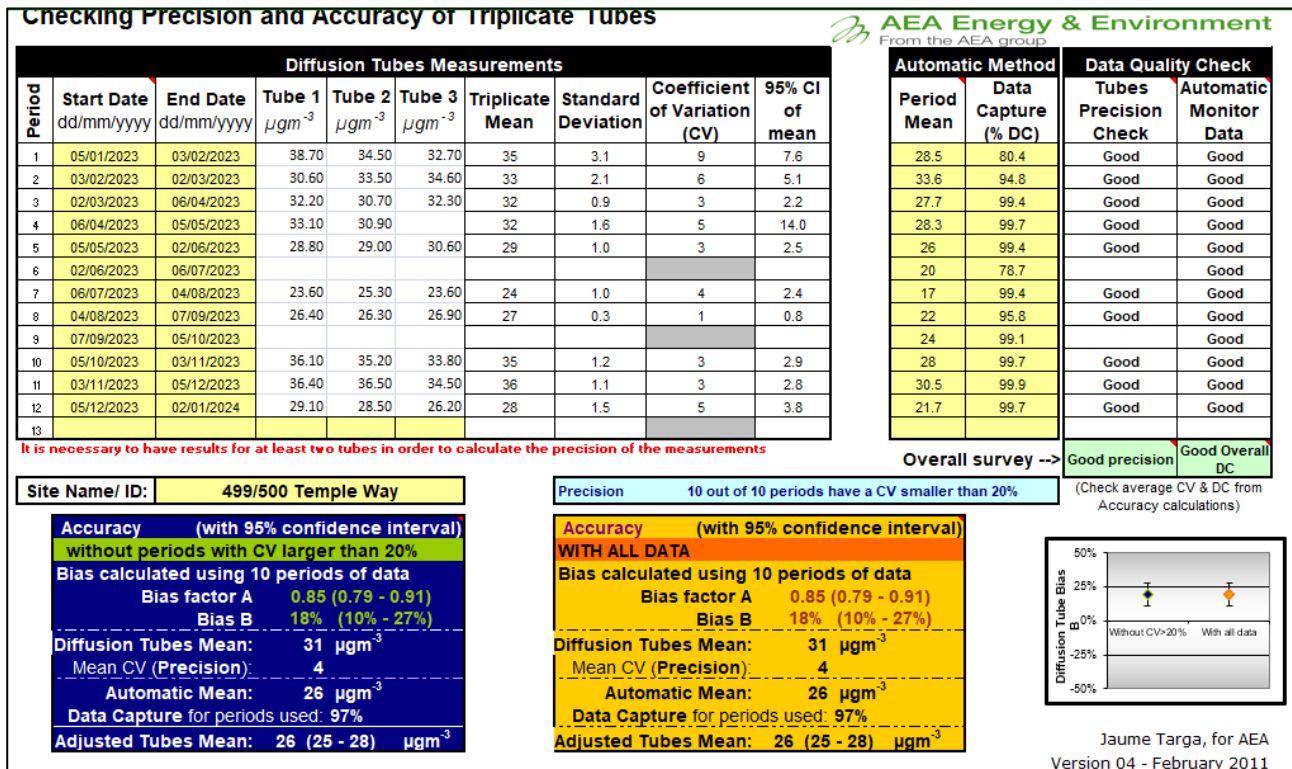 Checking Precision and Accuracy of Triplicate Tubes
AEA Energy & Environment
From the AEA group
Diffusion Tubes Measurements
Automatic Method Data Quality Check
Period Start Date dd/mm/yyyy End Date dd/mm/yyyy Tube 1 µgm-3 Tube 2 µgm-3 Tube 3 µgm-3 Triplicate Mean Standard Deviation Coefficient of Variation (CV) 95% CI of mean Period Mean Data Capture (% DC) Tubes Precision Check Automatic Monitor Data
1 05/01/2023 03/02/2023 38.70 34.50 32.70 35 3.1 9 7.6 28.5 80.4 Good Good
2 03/02/2023 02/03/2023 30.60 33.50 34.60 33 2.1 6 5.1 33.6 94.8 Good Good
3 02/03/2023 06/04/2023 32.20 30.70 32.30 32 0.9 3 2.2 27.7 99.4 Good Good
4 06/04/2023 05/05/2023 33.10 30.90 32 1.6 5 14.0 28.3 99.7 Good Good
5 05/05/2023 02/06/2023 28.80 29.00 30.60 29 1.0 3 2.5 26 99.4 Good Good
6 02/06/2023 06/07/2023 20 78.7 Good
7 06/07/2023 04/08/2023 23.60 25.30 23.60 24 1.0 4 2.4 17 99.4 Good Good
8 04/08/2023 07/09/2023 26.40 26.30 26.90 27 0.3 1 0.8 22 95.8 Good Good
9 07/09/2023 05/10/2023 24 99.1 Good
10 05/10/2023 03/11/2023 36.10 35.20 33.80 35 1.2 3 2.9 28 99.7 Good Good
11 03/11/2023 05/12/2023 36.40 36.50 34.50 36 1.1 3 2.8 30.5 99.9 Good Good
12 05/12/2023 02/01/2024 29.10 28.50 26.20 28 1.5 5 3.8 21.7 99.7 Good Good
13
It is necessary to have results for at least two tubes in order to calculate the precision of the measurements
Overall survey --> Good precision Good Overall DC
Site Name/ ID: 499/500 Temple Way
Precision 10 out of 10 periods have a CV smaller than 20%
(Check average CV & DC from
Accuracy calculations)
Accuracy (with 95% confidence interval)
without periods with CV larger than 20%
Bias calculated using 10 periods of data
Bias factor A 0.85 (0.79 - 0.91)
Bias B 18% (10% - 27%)
Diffusion Tubes Mean: 31 µgm-3
Mean CV (Precision): 4
Automatic Mean: 26 µgm-3
Data Capture for periods used: 97%
Adjusted Tubes Mean: 26 (25 - 28) µgm-3
Accuracy (with 95% confidence interval)
WITH ALL DATA
Bias calculated using 10 periods of data
Bias factor A 0.85 (0.79 - 0.91)
Bias B 18% (10% - 27%)
Diffusion Tubes Mean: 31 µgm-3
Mean CV (Precision): 4
Automatic Mean: 26 µgm-3
Data Capture for periods used: 97%
Adjusted Tubes Mean: 26 (25 - 28) µgm-3
Diffusion Tube Bias
B
50%
25%
0%
-25%
-50%
Without CV>20% With all data
Jaume Targa, for AEA
Version 04 - February 2011